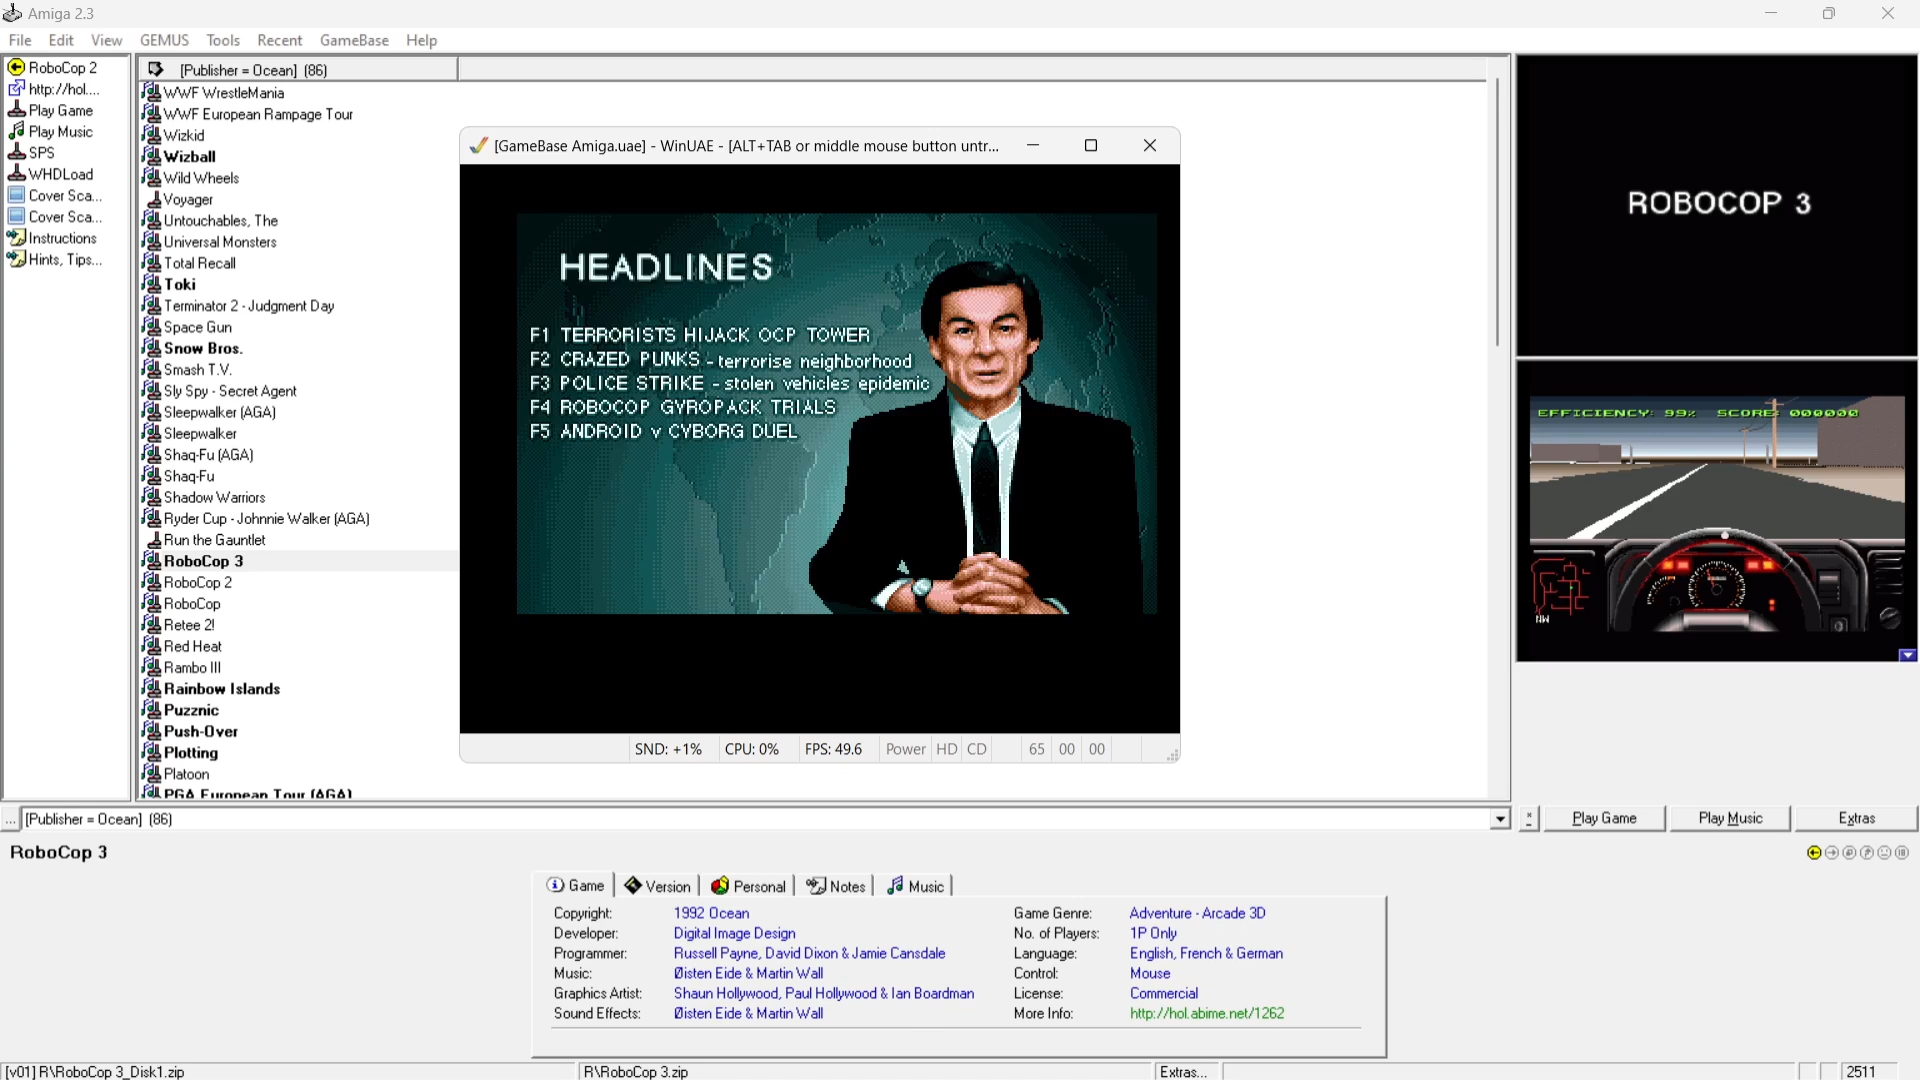 Amiga 2.3
File Edit View GEMUS Tools Recent GameBase Help
RoboCop 2
http://hol....
Play Game
Play Music
SPS
WHDLoad
Cover Sca...
Cover Sca...
Instructions
Hints, Tips...
[Publisher = Ocean] (86)
WWF WrestleMania
WWF European Rampage Tour
Wizkid
Wizball
Wild Wheels
Voyager
Untouchables, The
Universal Monsters
Total Recall
Toki
Terminator 2 - Judgment Day
Space Gun
Snow Bros.
Smash T.V.
Sly Spy - Secret Agent
Sleepwalker (AGA)
Sleepwalker
Shaq-Fu (AGA)
Shaq-Fu
Shadow Warriors
Ryder Cup - Johnnie Walker (AGA)
Run the Gauntlet
RoboCop 3
RoboCop 2
RoboCop
Retee 2!
Red Heat
Rambo III
Rainbow Islands
Puzznic
Push-Over
Plotting
Platoon
PGA European Tour (AGA)
[GameBase Amiga.uae] - WinUAE - [ALT+TAB or middle mouse button untr...
HEADLINES
F1 TERRORISTS HIJACK OCP TOWER
F2 CRAZED PUNKS - terrorise neighborhood
F3 POLICE STRIKE - stolen vehicles epidemic
F4 ROBOCOP GYROPACK TRIALS
F5 ANDROID v CYBORG DUEL
SND: +1% CPU: 0% FPS: 49.6 Power HD CD 65 00 00
ROBOCOP 3
EFFICIENCY: 99% SCORE: 000000
NW
... [Publisher = Ocean] (86)
Play Game Play Music Extras
RoboCop 3
Game Version Personal Notes Music
Copyright: 1992 Ocean
Developer: Digital Image Design
Programmer: Russell Payne, David Dixon & Jamie Cansdale
Music: Øisten Eide & Martin Wall
Graphics Artist: Shaun Hollywood, Paul Hollywood & Ian Boardman
Sound Effects: Øisten Eide & Martin Wall
Game Genre: Adventure - Arcade 3D
No. of Players: 1P Only
Language: English, French & German
Control: Mouse
License: Commercial
More Info: http://hol.abime.net/1262
[v01] R\RoboCop 3_Disk1.zip R\RoboCop 3.zip Extras... 2511